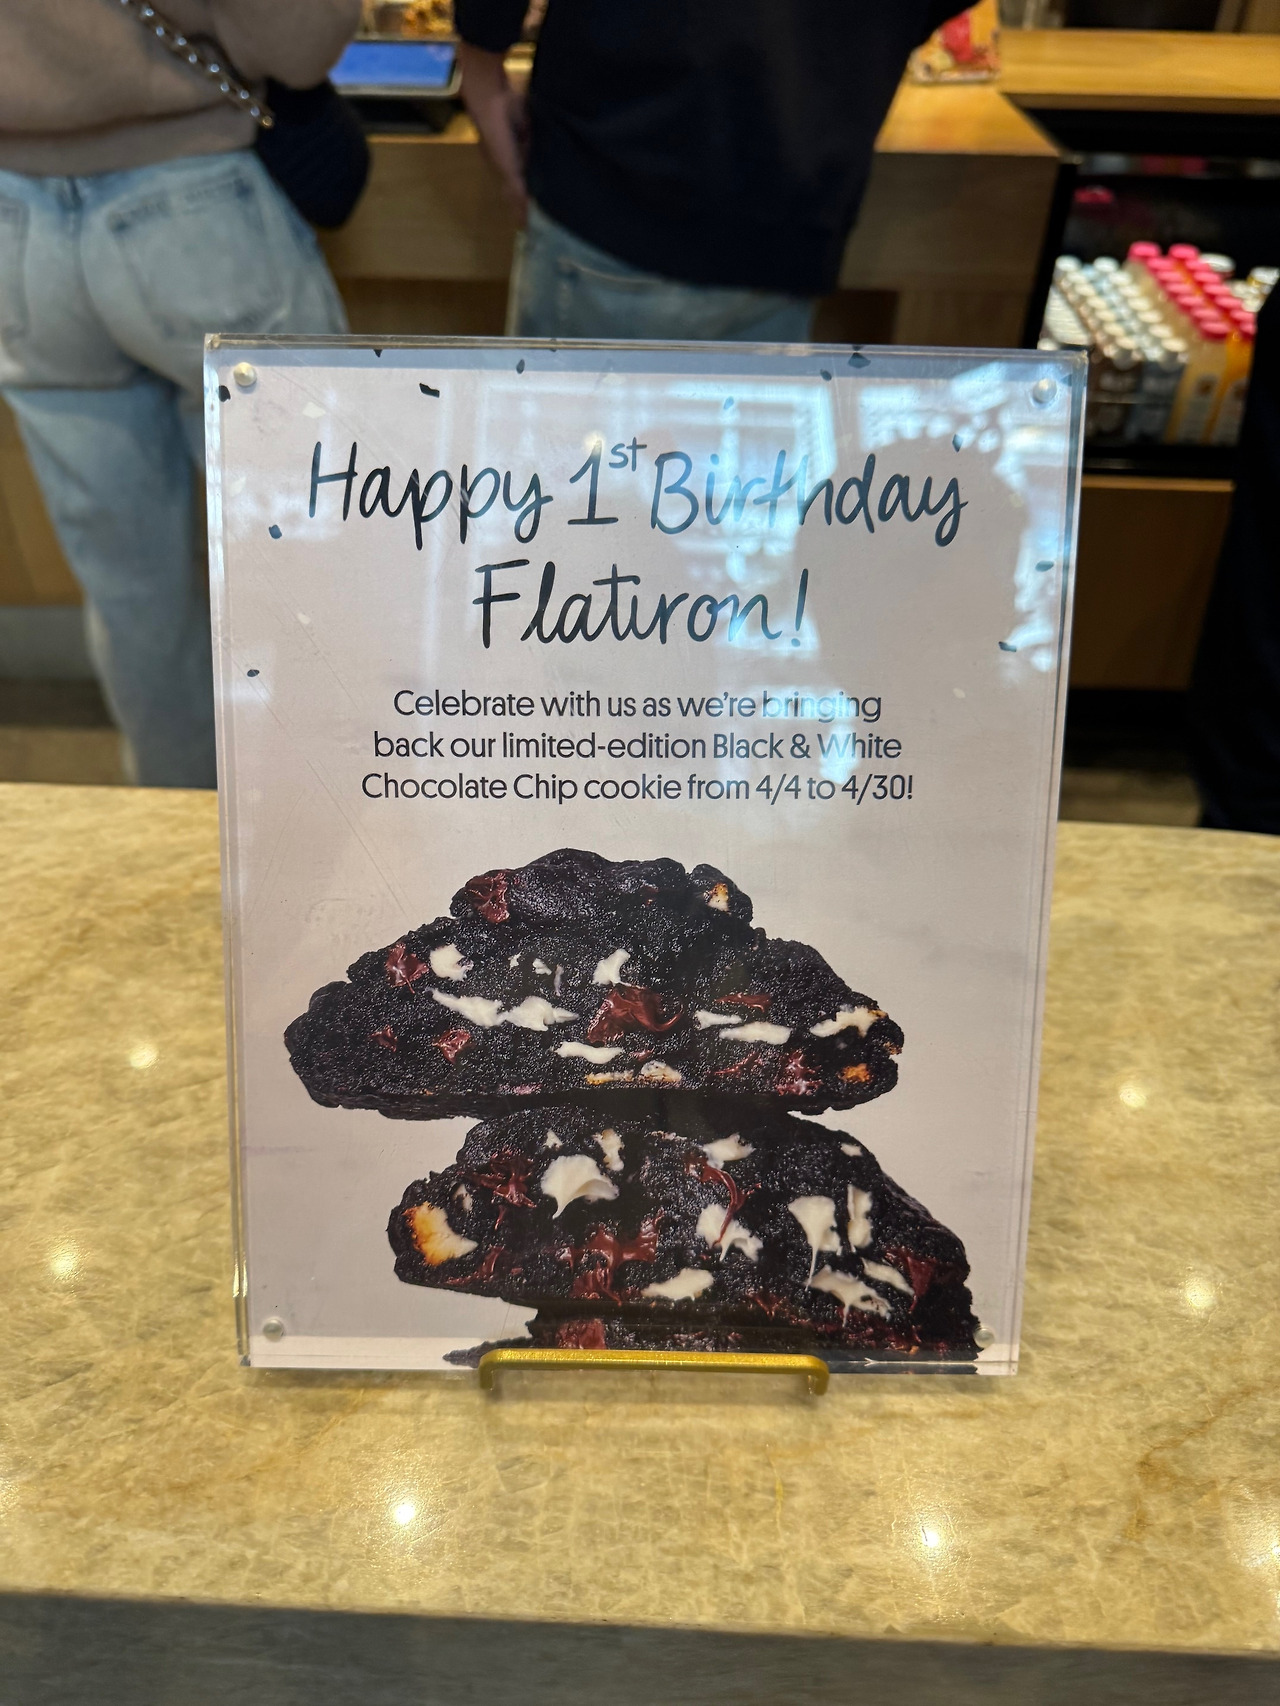 Happy 1st Birthday
Flatiron!
Celebrate with us as we're bringing
back our limited-edition Black & White
Chocolate Chip cookie from 4/4 to 4/30!